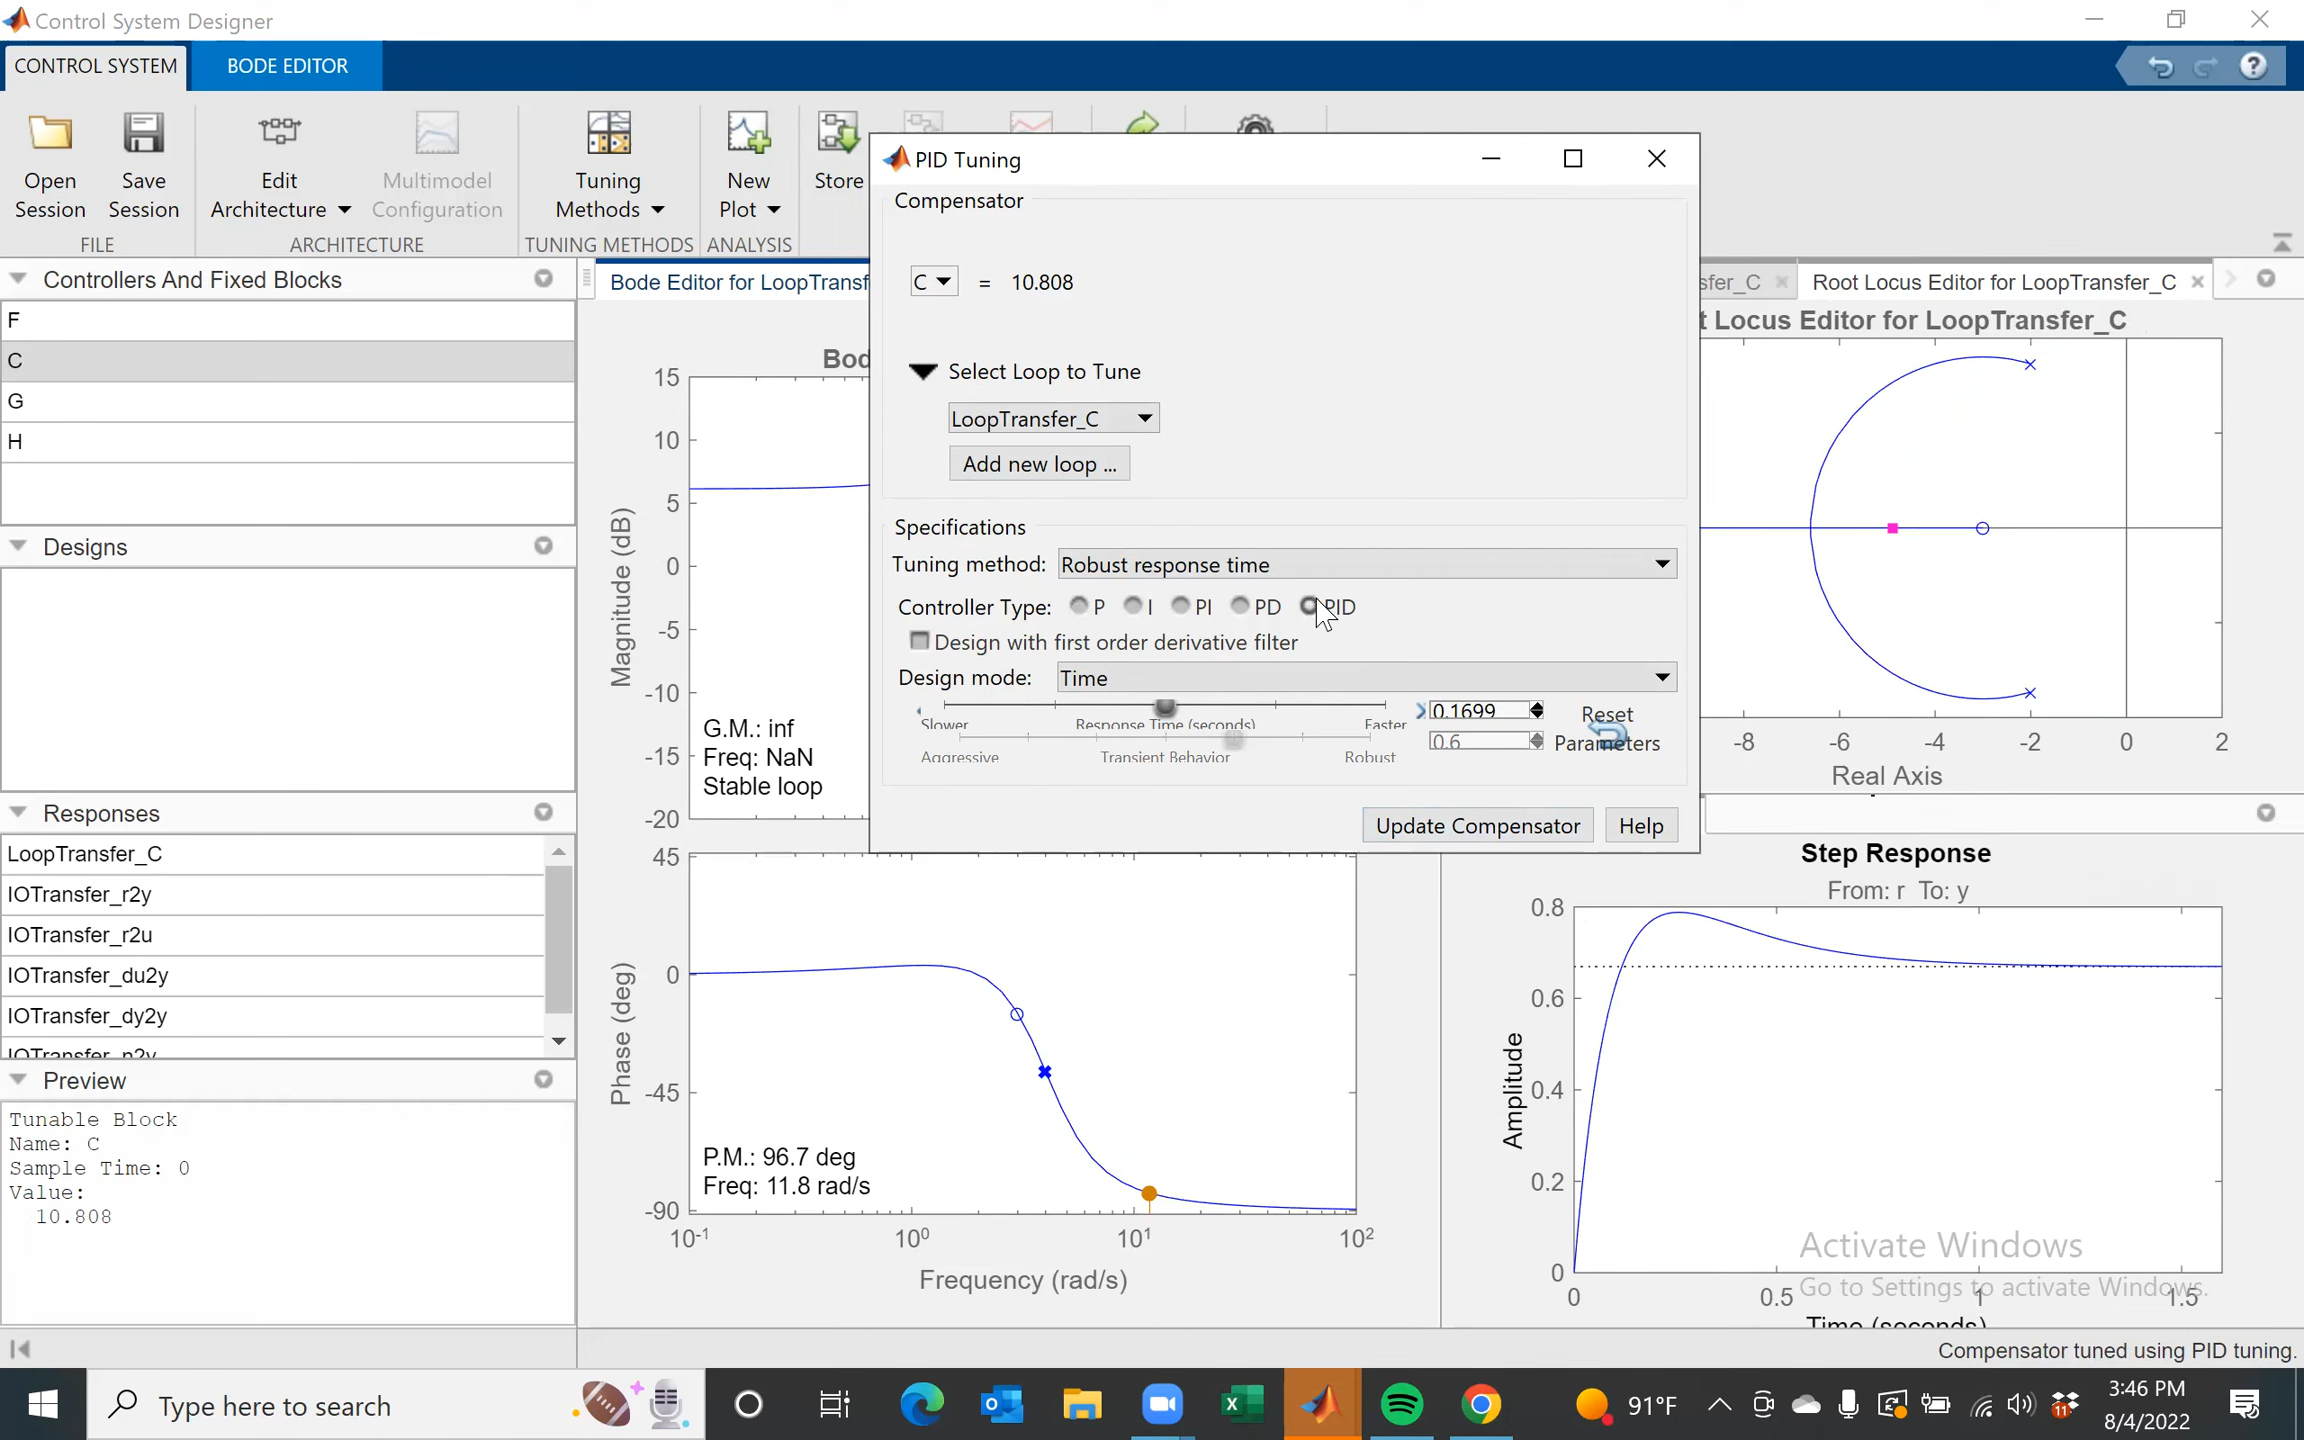 Control System Designer
CONTROL SYSTEM
BODE EDITOR
Open Session
Save Session
Edit Architecture
Multimodel Configuration
Tuning Methods
New Plot
Store
FILE
ARCHITECTURE
TUNING METHODS
ANALYSIS
Controllers And Fixed Blocks
F
C
G
H
Designs
Responses
LoopTransfer_C
IOTransfer_r2y
IOTransfer_r2u
IOTransfer_du2y
IOTransfer_dy2y
IOTransfer_n2y
Preview
Tunable Block
Name: C
Sample Time: 0
Value:
10.808
Bode Editor for LoopTransf
Bod
15
10
5
0
-5
-10
-15
-20
Magnitude (dB)
G.M.: inf
Freq: NaN
Stable loop
45
0
-45
-90
Phase (deg)
P.M.: 96.7 deg
Freq: 11.8 rad/s
10-1
100
101
102
Frequency (rad/s)
PID Tuning
Compensator
C = 10.808
Select Loop to Tune
LoopTransfer_C
Add new loop ...
Specifications
Tuning method: Robust response time
Controller Type: P I PI PD PID
Design with first order derivative filter
Design mode: Time
Slower Response Time (seconds) Faster
0.1699
Aggressive Transient Behavior Robust
0.6
Reset
Parameters
Update Compensator
Help
sfer_C
Root Locus Editor for LoopTransfer_C
t Locus Editor for LoopTransfer_C
-8 -6 -4 -2 0 2
Real Axis
Step Response
From: r To: y
0.8
0.6
0.4
0.2
0
Amplitude
0 0.5 1 1.5
Time (seconds)
Activate Windows
Go to Settings to activate Windows.
Compensator tuned using PID tuning.
Type here to search
91°F
11
3:46 PM
8/4/2022